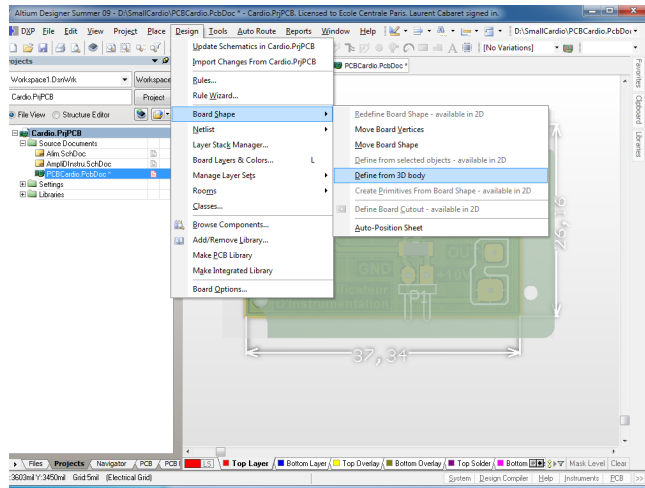 Altium Designer Summer 09 - D:\SmallCardio\PCBCardio.PcbDoc * - Cardio.PrjPCB. Licensed to Ecole Centrale Paris. Laurent Cabaret signed in.
DXP File Edit View Project Place Design Tools Auto Route Reports Window Help D:\SmallCardio\PCBCardio.PcbDoc
[No Variations]
Projects
Workspace1.DsnWrk Workspace
Cardio.PrjPCB Project
File View Structure Editor
Cardio.PrjPCB
Source Documents
Alim.SchDoc
AmpliDInstru.SchDoc
PCBCardio.PcbDoc *
Settings
Libraries
Update Schematics in Cardio.PrjPCB
Import Changes From Cardio.PrjPCB
Rules...
Rule Wizard...
Board Shape
Netlist
Layer Stack Manager...
Board Layers & Colors... L
Manage Layer Sets
Rooms
Classes...
Browse Components...
Add/Remove Library...
Make PCB Library
Make Integrated Library
Board Options...
PCBCardio.PcbDoc *
Redefine Board Shape - available in 2D
Move Board Vertices
Move Board Shape
Define from selected objects - available in 2D
Define from 3D body
Create Primitives From Board Shape - available in 2D
Define Board Cutout - available in 2D
Auto-Position Sheet
Favorites
Clipboard
Libraries
26,16
OUT
GND
+10V
P1
37,34
Files Projects Navigator PCB PCB
LS Top Layer Bottom Layer Top Overlay Bottom Overlay Top Solder Bottom Mask Level Clear
:3603mil Y:3450mil Grid:5mil (Electrical Grid)
System Design Compiler Help Instruments PCB >>